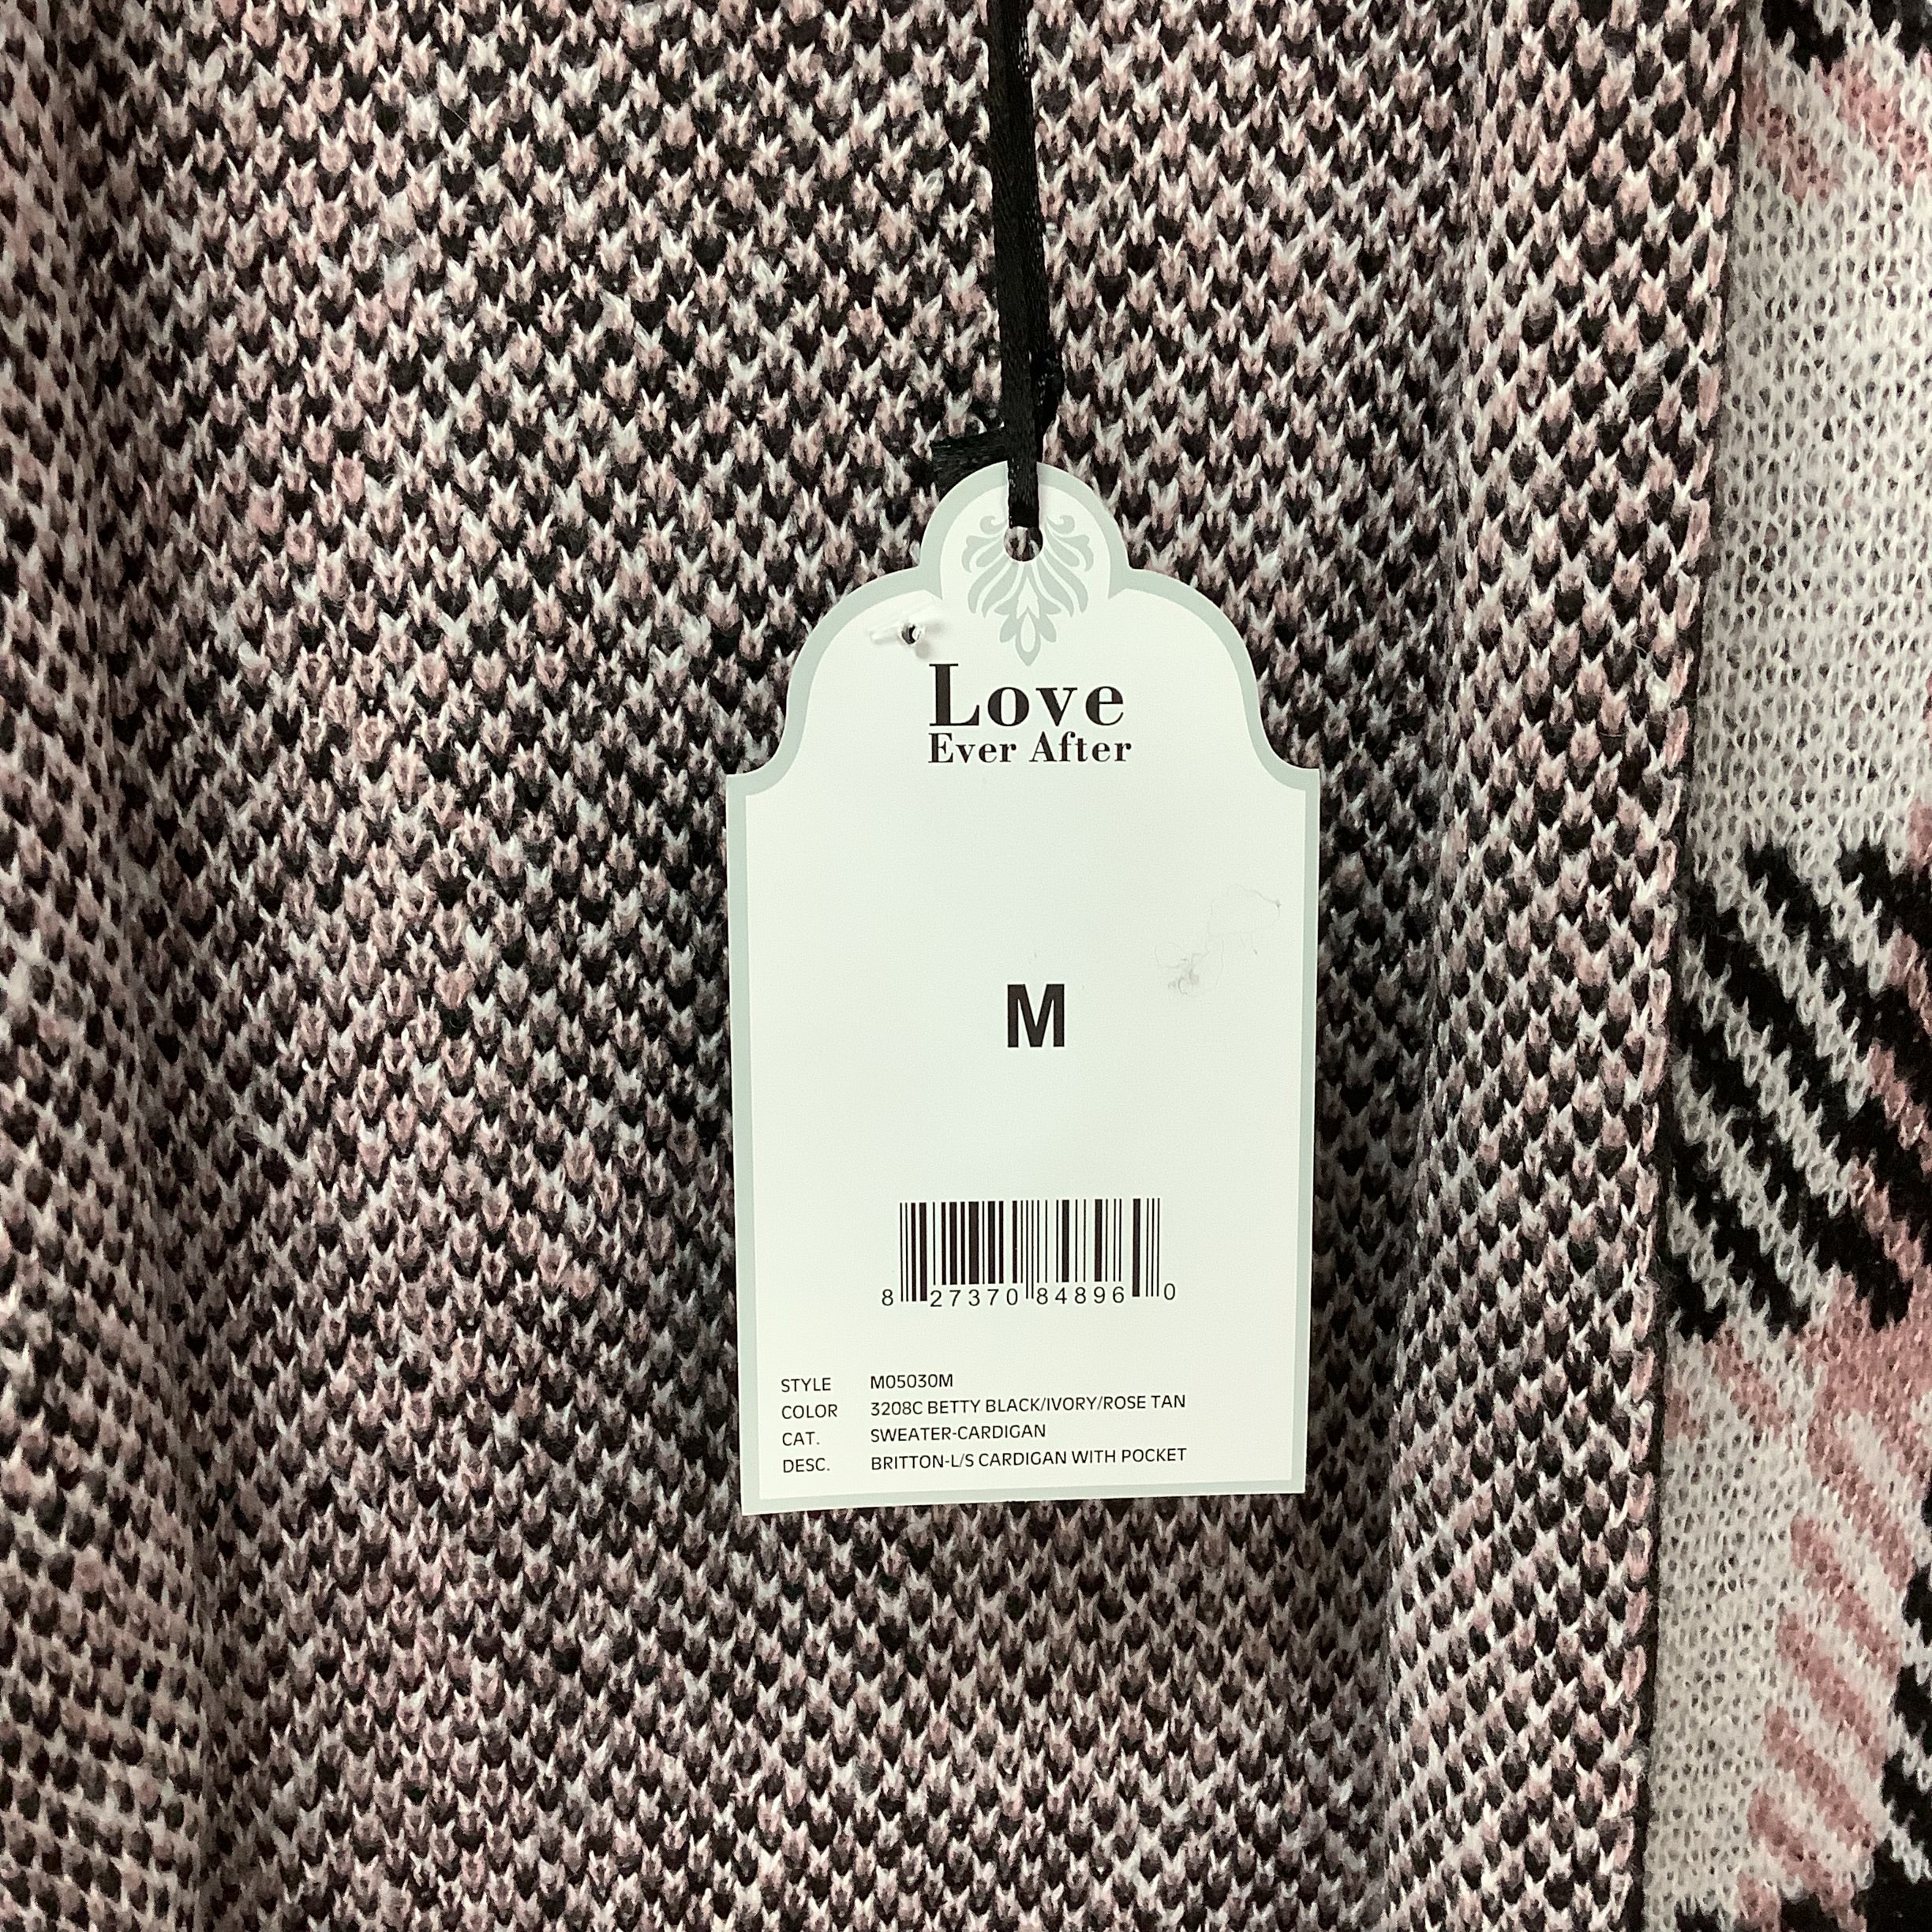 Love
Ever After
M
8 27370 84896 0
STYLE M05030M
COLOR 3208C BETTY BLACK/IVORY/ROSE TAN
CAT. SWEATER-CARDIGAN
DESC. BRITTON-L/S CARDIGAN WITH POCKET